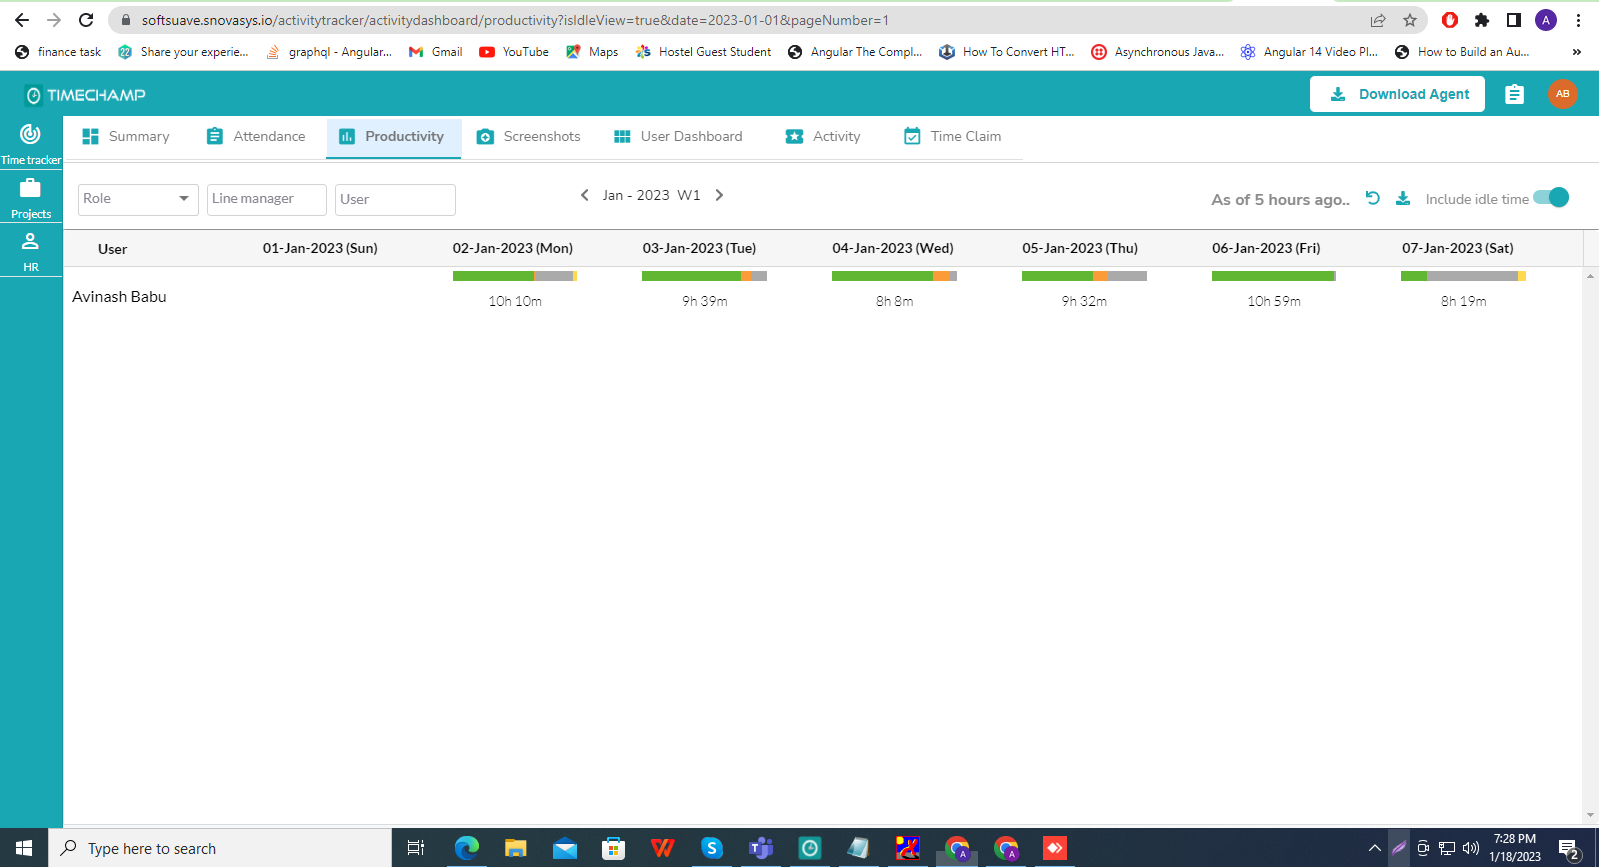 softsuave.snovasys.io/activitytracker/activitydashboard/productivity?isIdleView=true&date=2023-01-01&pageNumber=1
A
finance task
22 Share your experie...
graphql - Angular...
Gmail
YouTube
Maps
Hostel Guest Student
Angular The Compl...
How To Convert HT...
Asynchronous Java...
Angular 14 Video Pl...
How to Build an Au...
»
TIMECHAMP
Download Agent
AB
Time tracker
Projects
HR
Summary
Attendance
Productivity
Screenshots
User Dashboard
Activity
Time Claim
Role
Line manager
User
Jan - 2023 W1
As of 5 hours ago..
Include idle time
User 01-Jan-2023 (Sun) 02-Jan-2023 (Mon) 03-Jan-2023 (Tue) 04-Jan-2023 (Wed) 05-Jan-2023 (Thu) 06-Jan-2023 (Fri) 07-Jan-2023 (Sat)
Avinash Babu 10h 10m 9h 39m 8h 8m 9h 32m 10h 59m 8h 19m
Type here to search
7:28 PM
1/18/2023
2